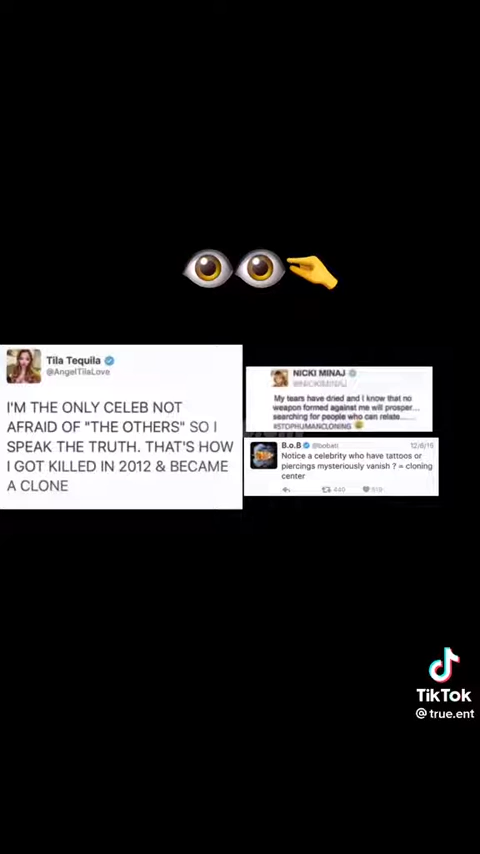 Tila Tequila
@AngelTilaLove
I'M THE ONLY CELEB NOT
AFRAID OF "THE OTHERS" SO I
SPEAK THE TRUTH. THAT'S HOW
I GOT KILLED IN 2012 & BECAME
A CLONE
NICKI MINAJ
@NICKIMINAJ
My tears have dried and I know that no
weapon formed against me will prosper...
searching for people who can relate......
#STOPHUMANCLONING
B.o.B @bobatl 12/6/15
Notice a celebrity who have tattoos or
piercings mysteriously vanish ? = cloning
center
440 519
TikTok
@true.ent